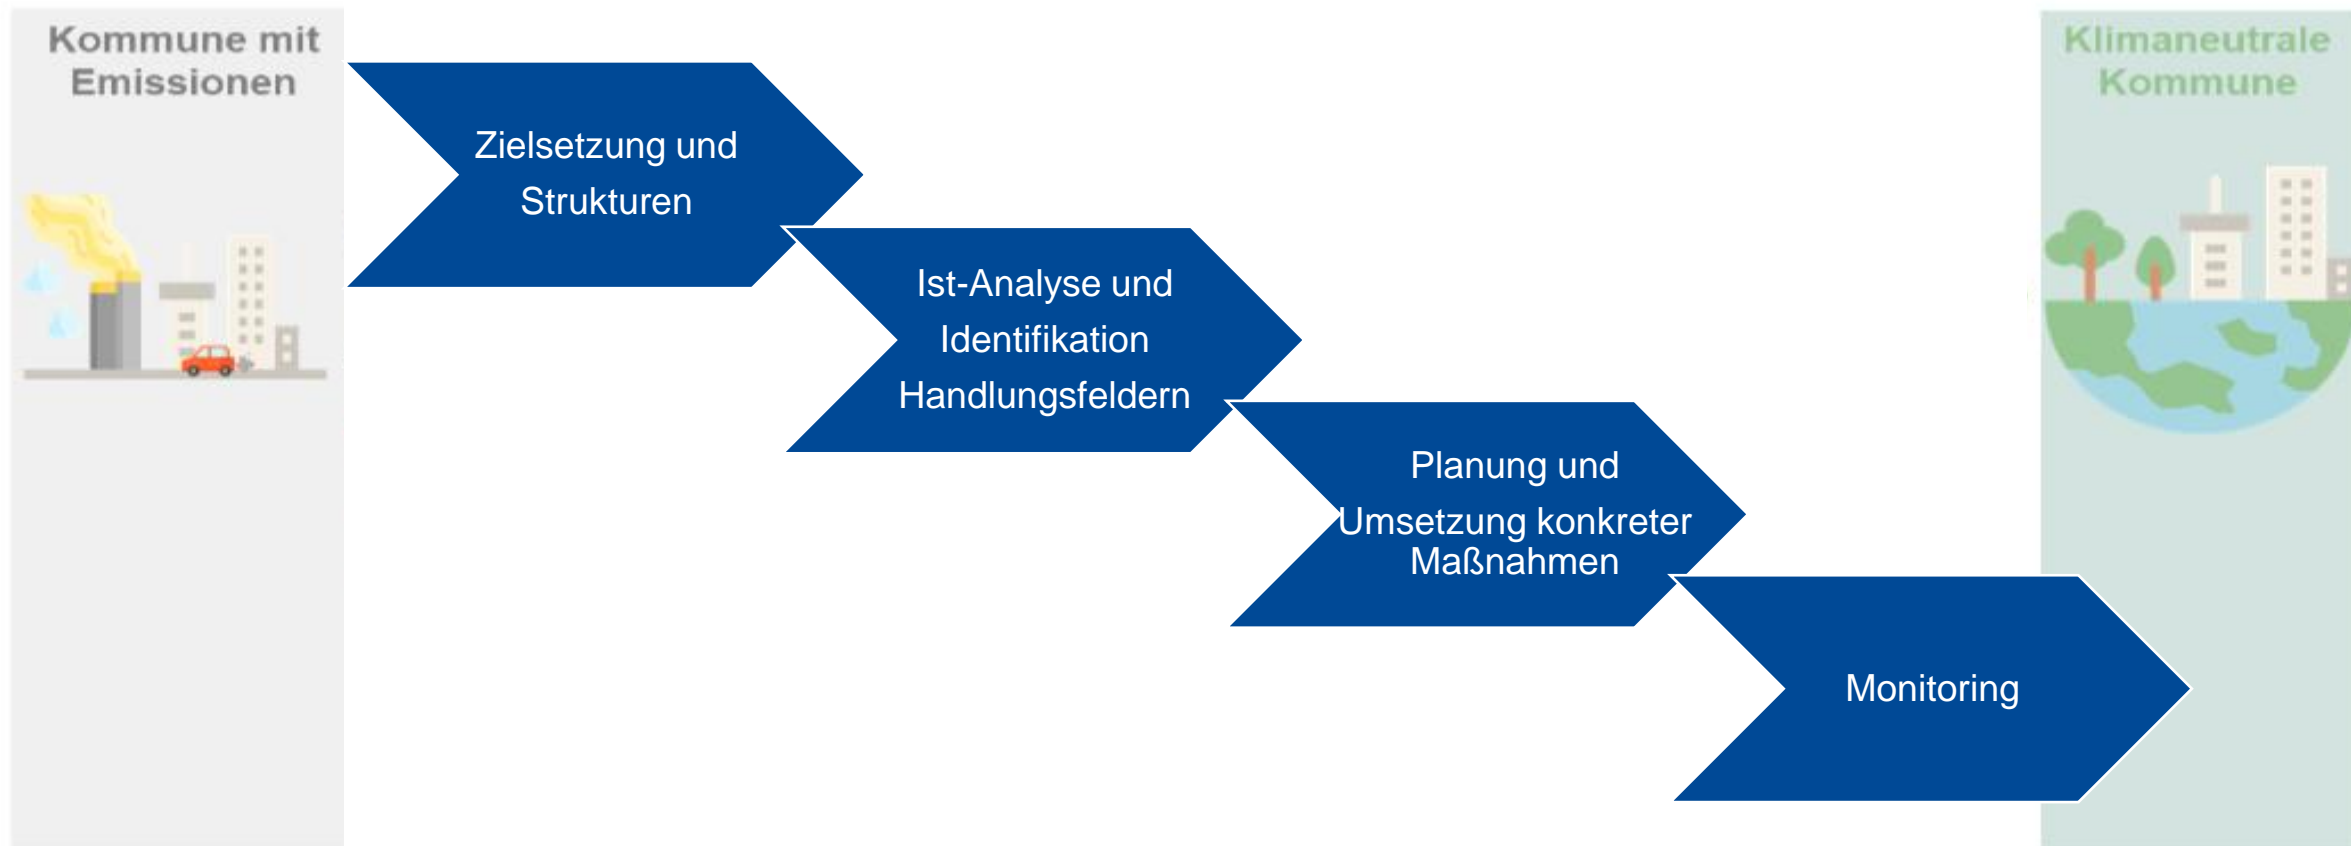 Kommune mit
Emissionen
Zielsetzung und
Strukturen
Ist-Analyse und
Identifikation
Handlungsfeldern
Planung und
Umsetzung konkreter
Maßnahmen
Monitoring
Klimaneutrale
Kommune